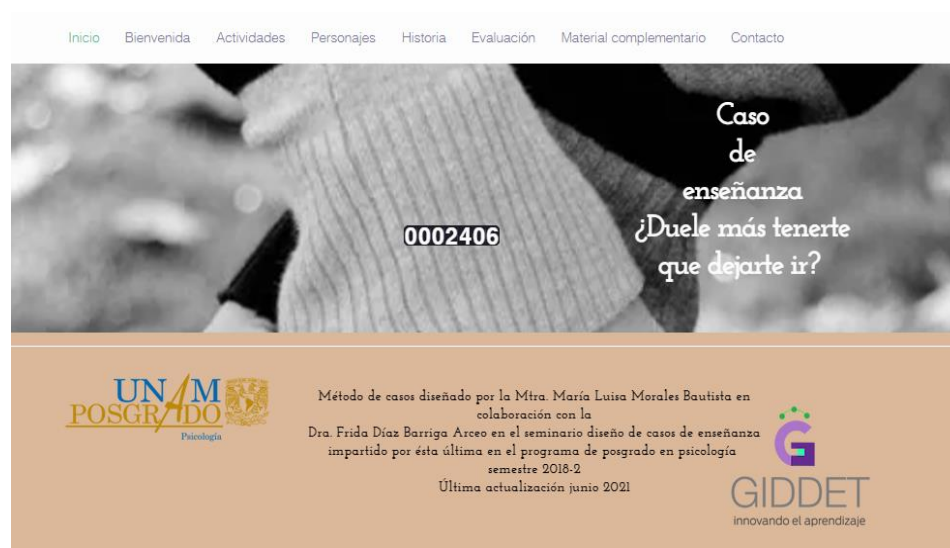 Inicio Bienvenida Actividades Personajes Historia Evaluación Material complementario Contacto
Caso
de
enseñanza
¿Duele más tenerte
que dejarte ir?
0002406
UNAM
POSGRADO
Psicología
Método de casos diseñado por la Mtra. María Luisa Morales Bautista en
colaboración con la
Dra. Frida Díaz Barriga Arceo en el seminario diseño de casos de enseñanza
impartido por ésta última en el programa de posgrado en psicología
semestre 2018-2
Última actualización junio 2021
GIDDET
innovando el aprendizaje